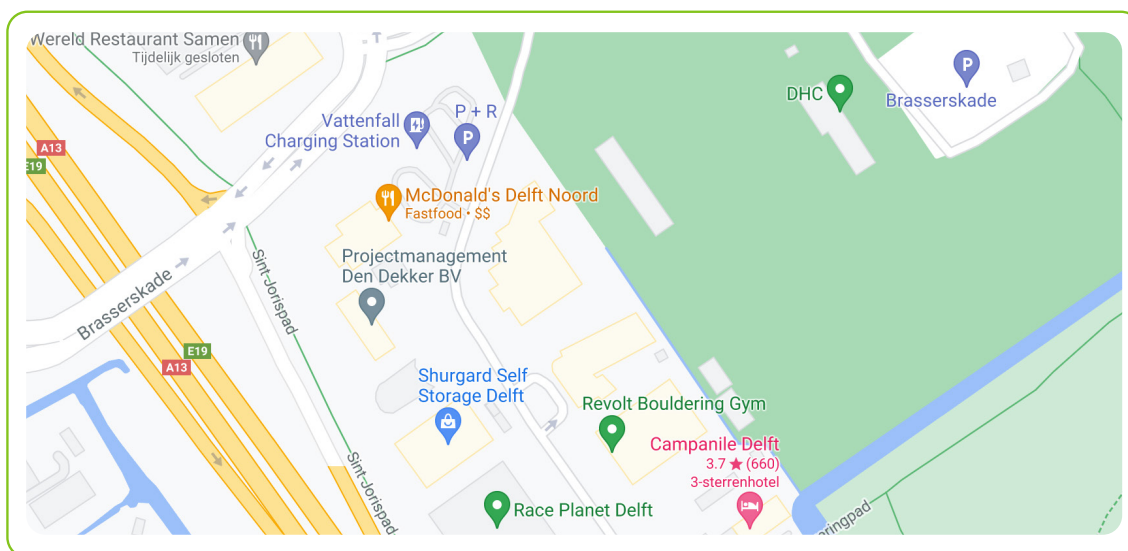 Wereld Restaurant Samen
Tijdelijk gesloten
DHC
Brasserskade
P
P + R
P
Vattenfall
Charging Station
A13
E19
McDonald's Delft Noord
Fastfood • $$
Projectmanagement
Den Dekker BV
Sint-Jorispad
Brasserskade
E19
A13
Shurgard Self
Storage Delft
Revolt Bouldering Gym
Campanile Delft
3.7 ★ (660)
3-sterrenhotel
Sint-Jorispad
Race Planet Delft